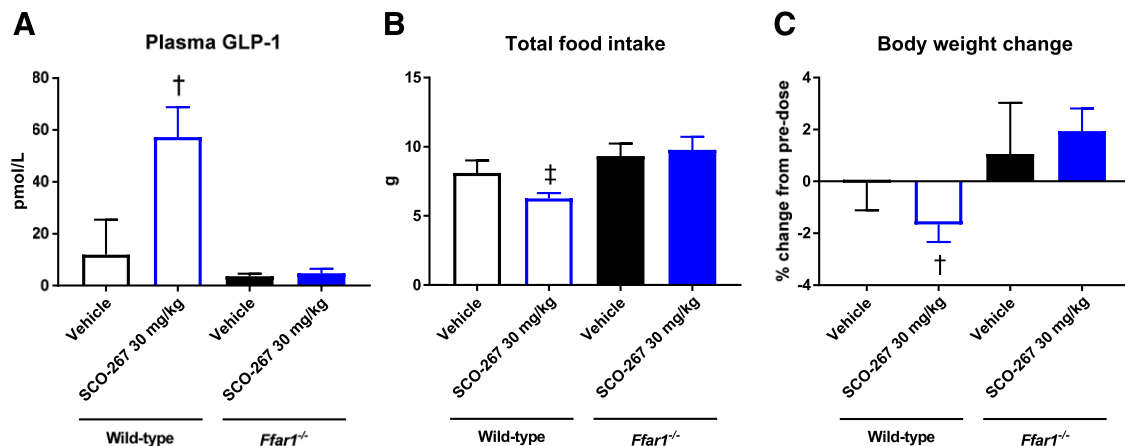 A
Plasma GLP-1
pmol/L
80
60
40
20
0
†
Vehicle
SCO-267 30 mg/kg
Vehicle
SCO-267 30 mg/kg
Wild-type
Ffar1-/-
B
Total food intake
g
15
10
5
0
‡
Vehicle
SCO-267 30 mg/kg
Vehicle
SCO-267 30 mg/kg
Wild-type
Ffar1-/-
C
Body weight change
% change from pre-dose
4
2
0
-2
-4
†
Vehicle
SCO-267 30 mg/kg
Vehicle
SCO-267 30 mg/kg
Wild-type
Ffar1-/-